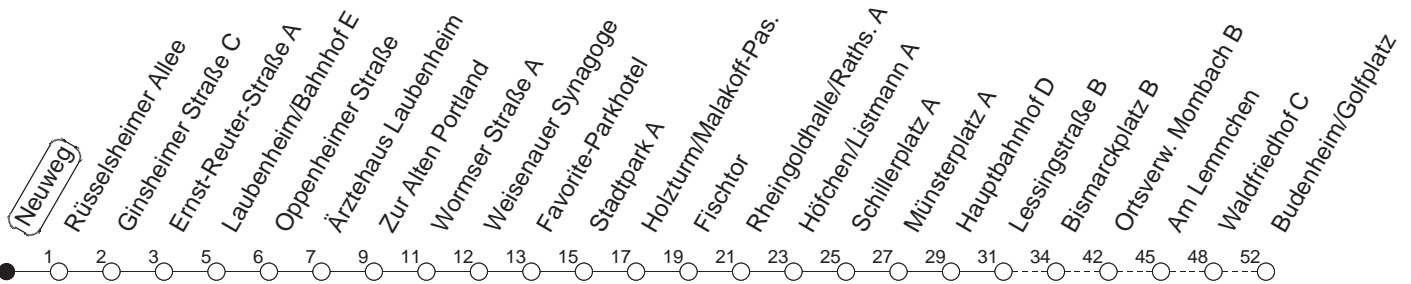 Neuweg
Rüsselsheimer Allee
Ginsheimer Straße C
Ernst-Reuter-Straße A
Laubenheim/Bahnhof E
Oppenheimer Straße
Ärztehaus Laubenheim
Zur Alten Portland
Wormser Straße A
Weisenauer Synagoge
Favorite-Parkhotel
Stadtpark A
Holzturm/Malakoff-Pas.
Fischtor
Rheingoldhalle/Raths. A
Höfchen/Listmann A
Schillerplatz A
Münsterplatz A
Hauptbahnhof D
Lessingstraße B
Bismarckplatz B
Ortsverw. Mombach B
Am Lemmchen
Waldfriedhof C
Budenheim/Golfplatz
1 2 3 5 6 7 9 11 12 13 15 17 19 21 23 25 27 29 31 34 42 45 48 52